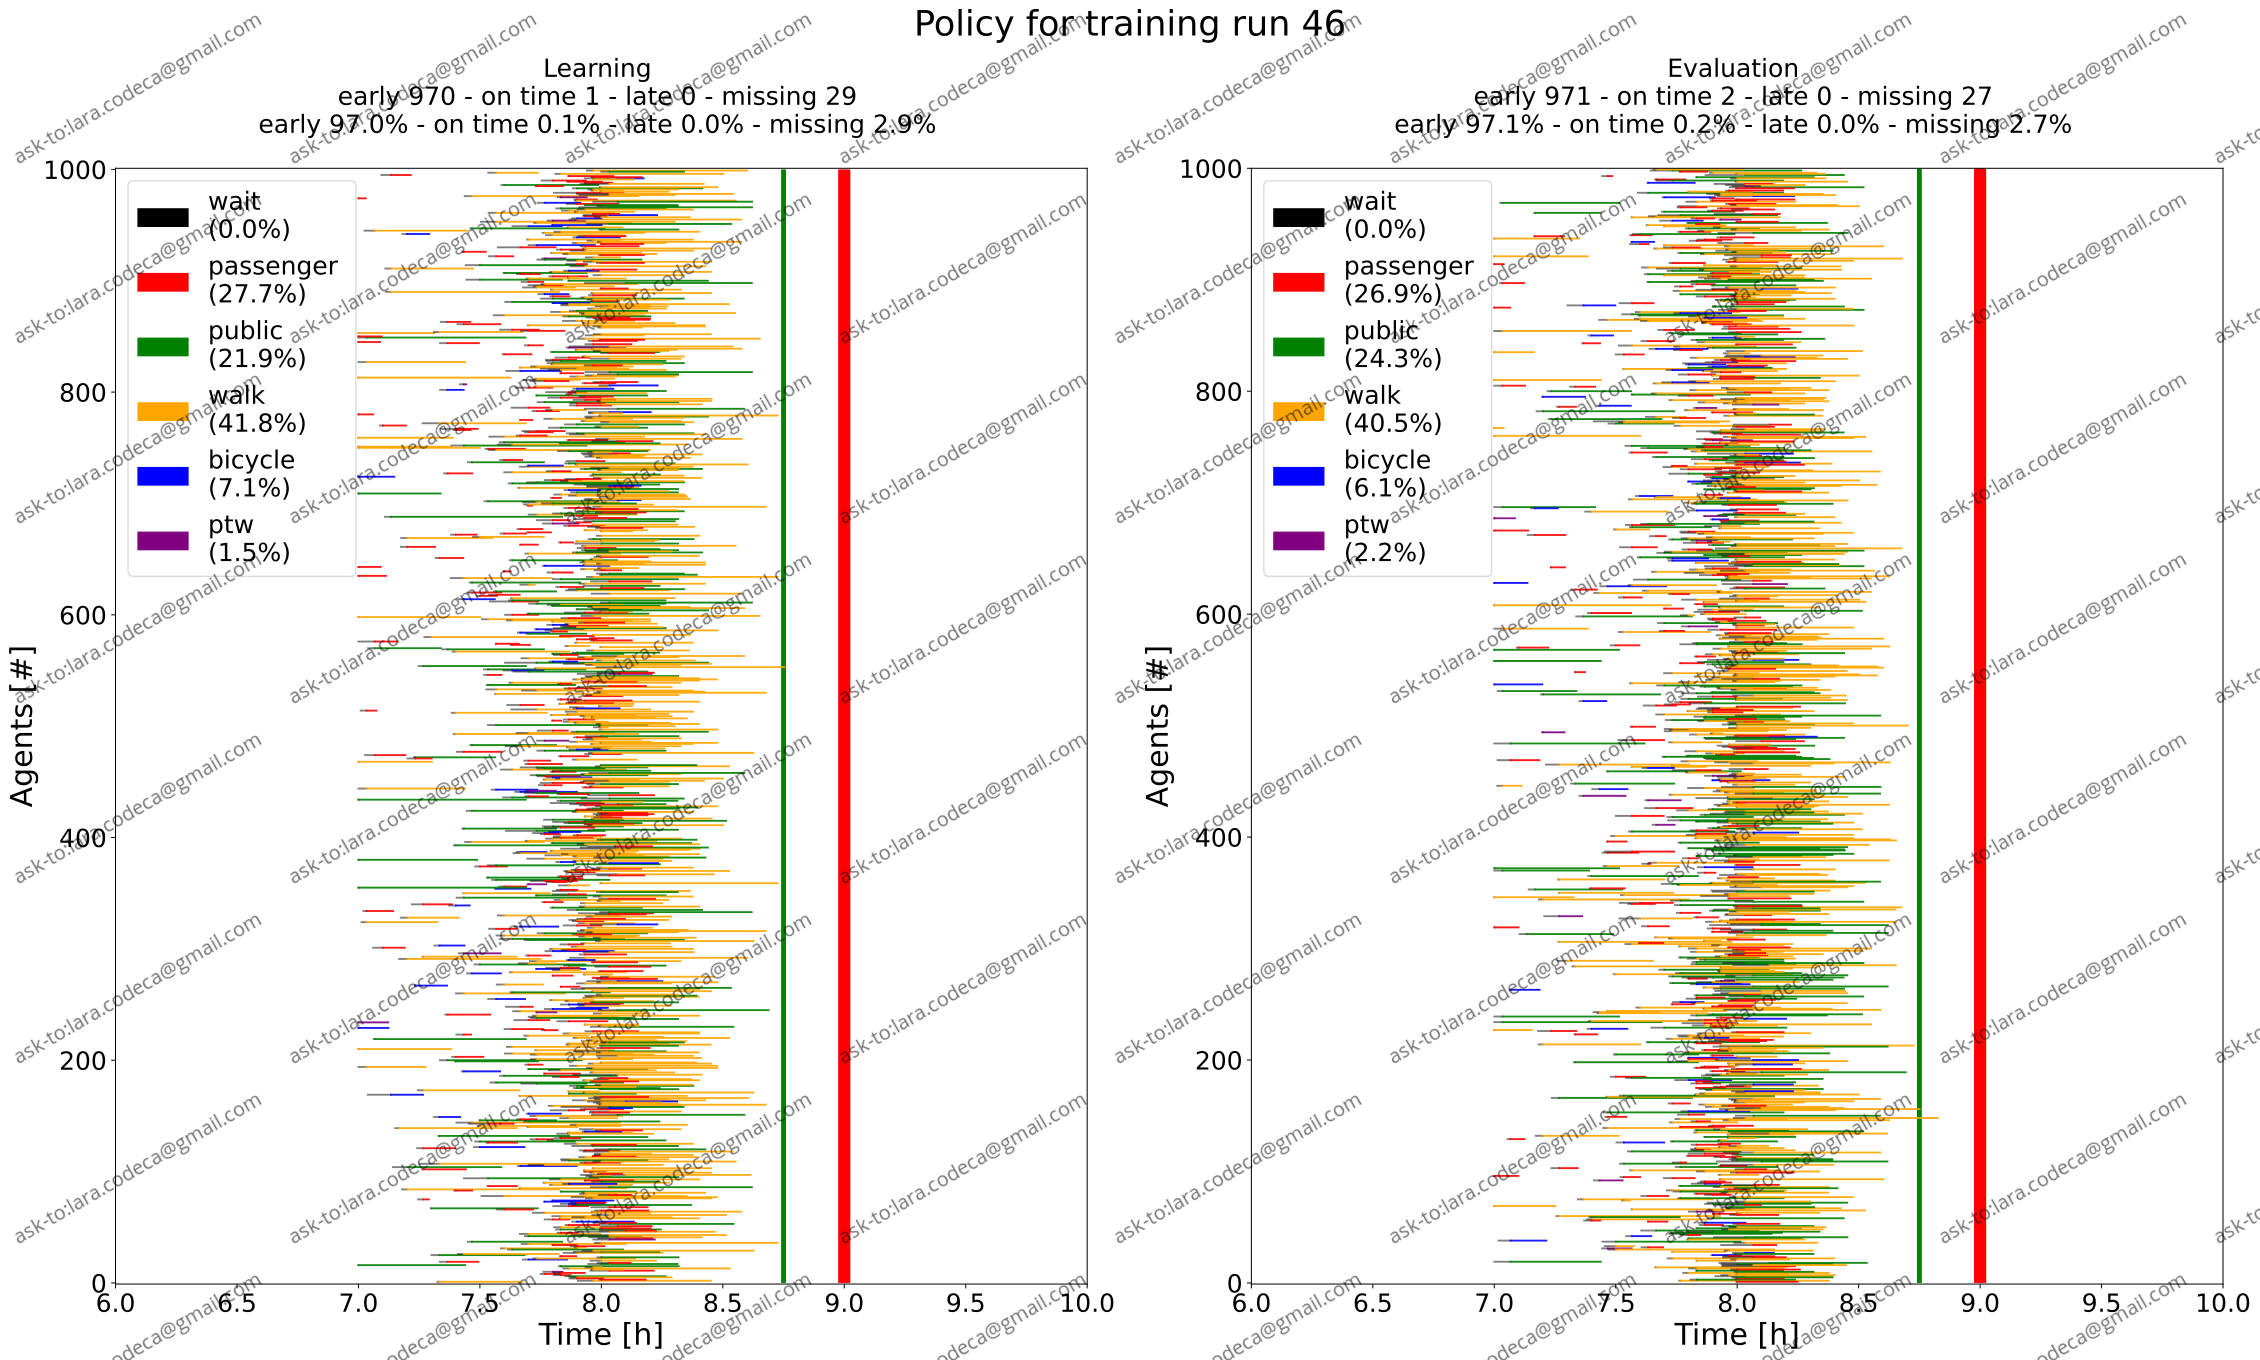 Policy for training run 46
Learning
early 970 - on time 1 - late 0 - missing 29
early 97.0% - on time 0.1% - late 0.0% - missing 2.9%
1000
800
600
400
200
0
Agents [#]
wait
(0.0%)
passenger
(27.7%)
public
(21.9%)
walk
(41.8%)
bicycle
(7.1%)
ptw
(1.5%)
6.0 6.5 7.0 7.5 8.0 8.5 9.0 9.5 10.0
Time [h]
Evaluation
early 971 - on time 2 - late 0 - missing 27
early 97.1% - on time 0.2% - late 0.0% - missing 2.7%
1000
800
600
400
200
0
Agents [#]
wait
(0.0%)
passenger
(26.9%)
public
(24.3%)
walk
(40.5%)
bicycle
(6.1%)
ptw
(2.2%)
6.0 6.5 7.0 7.5 8.0 8.5 9.0 9.5 10.0
Time [h]
ask-to:lara.codeca@gmail.com